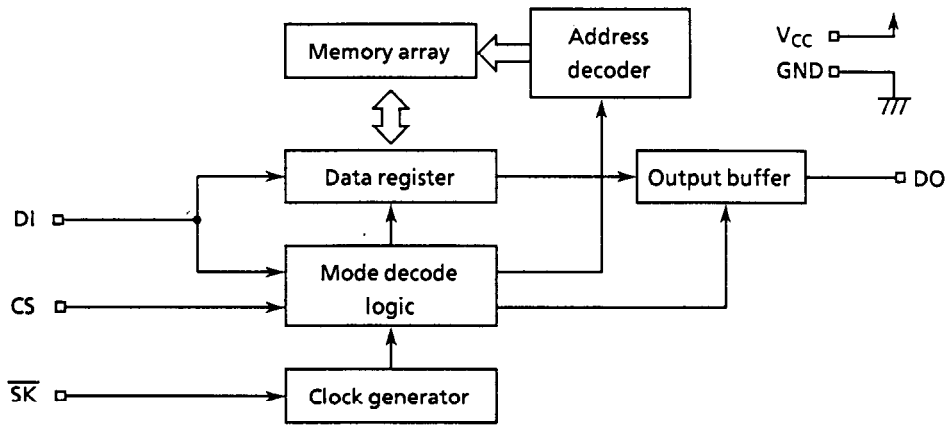 Memory array
Address
decoder
VCC
GND
Data register
Output buffer
DO
DI
Mode decode
logic
CS
SK
Clock generator